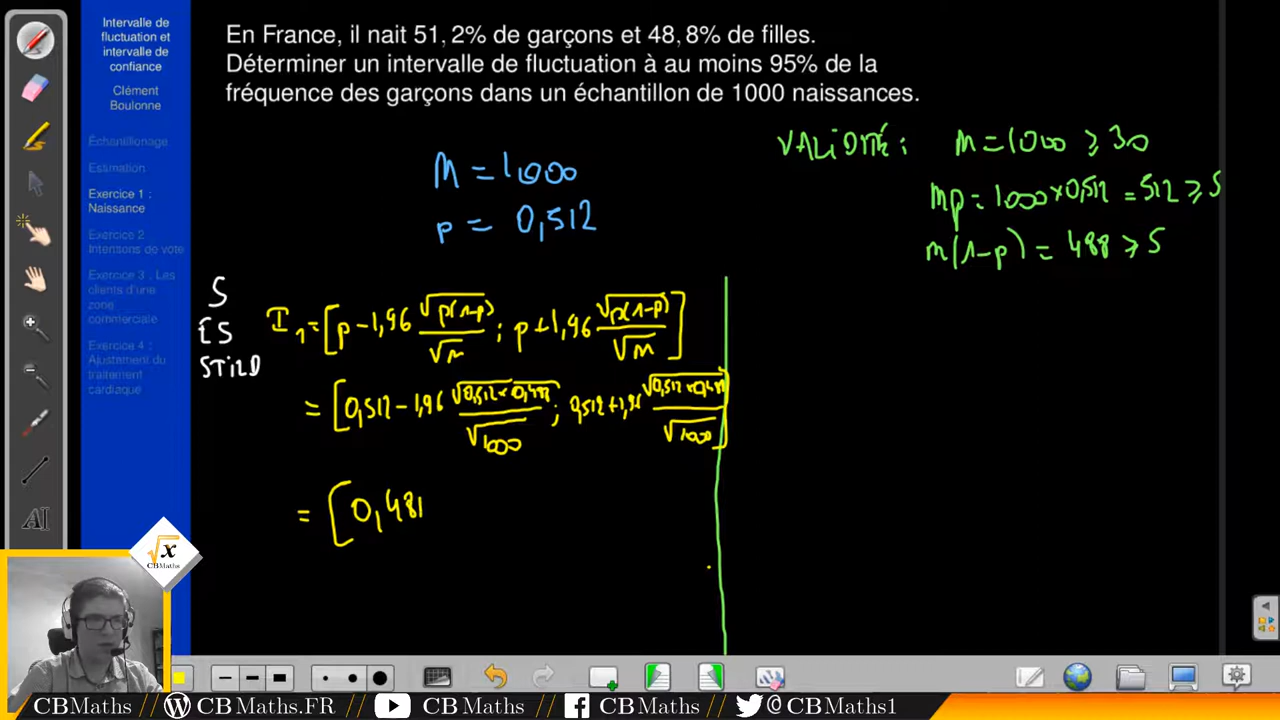 Intervalle de
fluctuation et
intervalle de
confiance
Clément
Boulonne
Échantillonage
Estimation
Exercice 1 :
Naissance
Exercice 2 :
Intensions de vote
Exercice 3 : Les
clients d'une
zone
commerciale
Exercice 4 :
Ajustement du
traitement
cardiaque
En France, il nait 51, 2% de garçons et 48, 8% de filles.
Déterminer un intervalle de fluctuation à au moins 95% de la
fréquence des garçons dans un échantillon de 1000 naissances.
n = 1000
p = 0,512
VALIDITÉ : n = 1000 ≥ 30
np = 1000 × 0,512 = 512 ≥ 5
n(1-p) = 488 ≥ 5
S
ES
STI2D
I₁ = [p - 1,96 √(p(1-p))/√n ; p + 1,96 √(p(1-p))/√n]
= [0,512 - 1,96 √(0,512 × 0,488)/√1000 ; 0,512 + 1,96 √(0,512 × 0,488)/√1000]
= [0,481
√x
CBMaths
CBMaths CBMaths.FR CBMaths CBMaths @CBMaths1